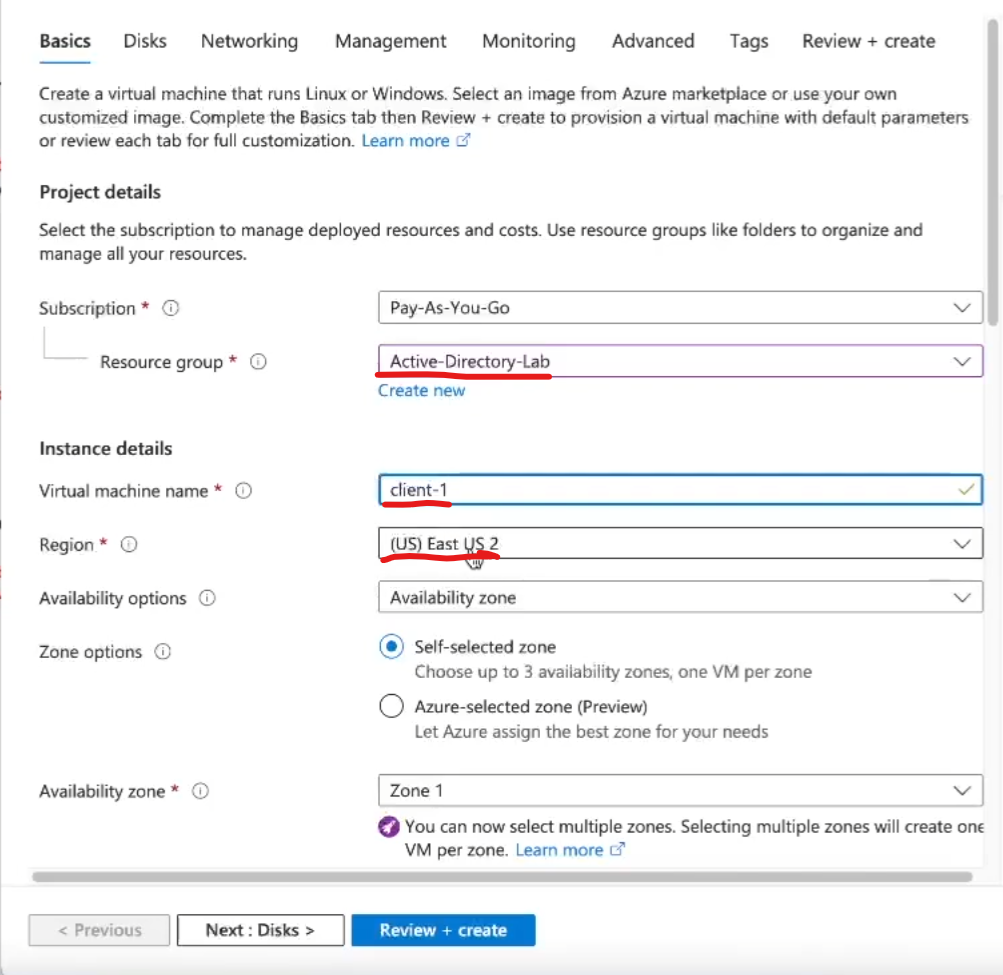 Basics Disks Networking Management Monitoring Advanced Tags Review + create
Create a virtual machine that runs Linux or Windows. Select an image from Azure marketplace or use your own
customized image. Complete the Basics tab then Review + create to provision a virtual machine with default parameters
or review each tab for full customization. Learn more
Project details
Select the subscription to manage deployed resources and costs. Use resource groups like folders to organize and
manage all your resources.
Subscription * Pay-As-You-Go
Resource group * Active-Directory-Lab
Create new
Instance details
Virtual machine name * client-1
Region * (US) East US 2
Availability options Availability zone
Zone options Self-selected zone
Choose up to 3 availability zones, one VM per zone
Azure-selected zone (Preview)
Let Azure assign the best zone for your needs
Availability zone * Zone 1
You can now select multiple zones. Selecting multiple zones will create one
VM per zone. Learn more
< Previous Next : Disks > Review + create